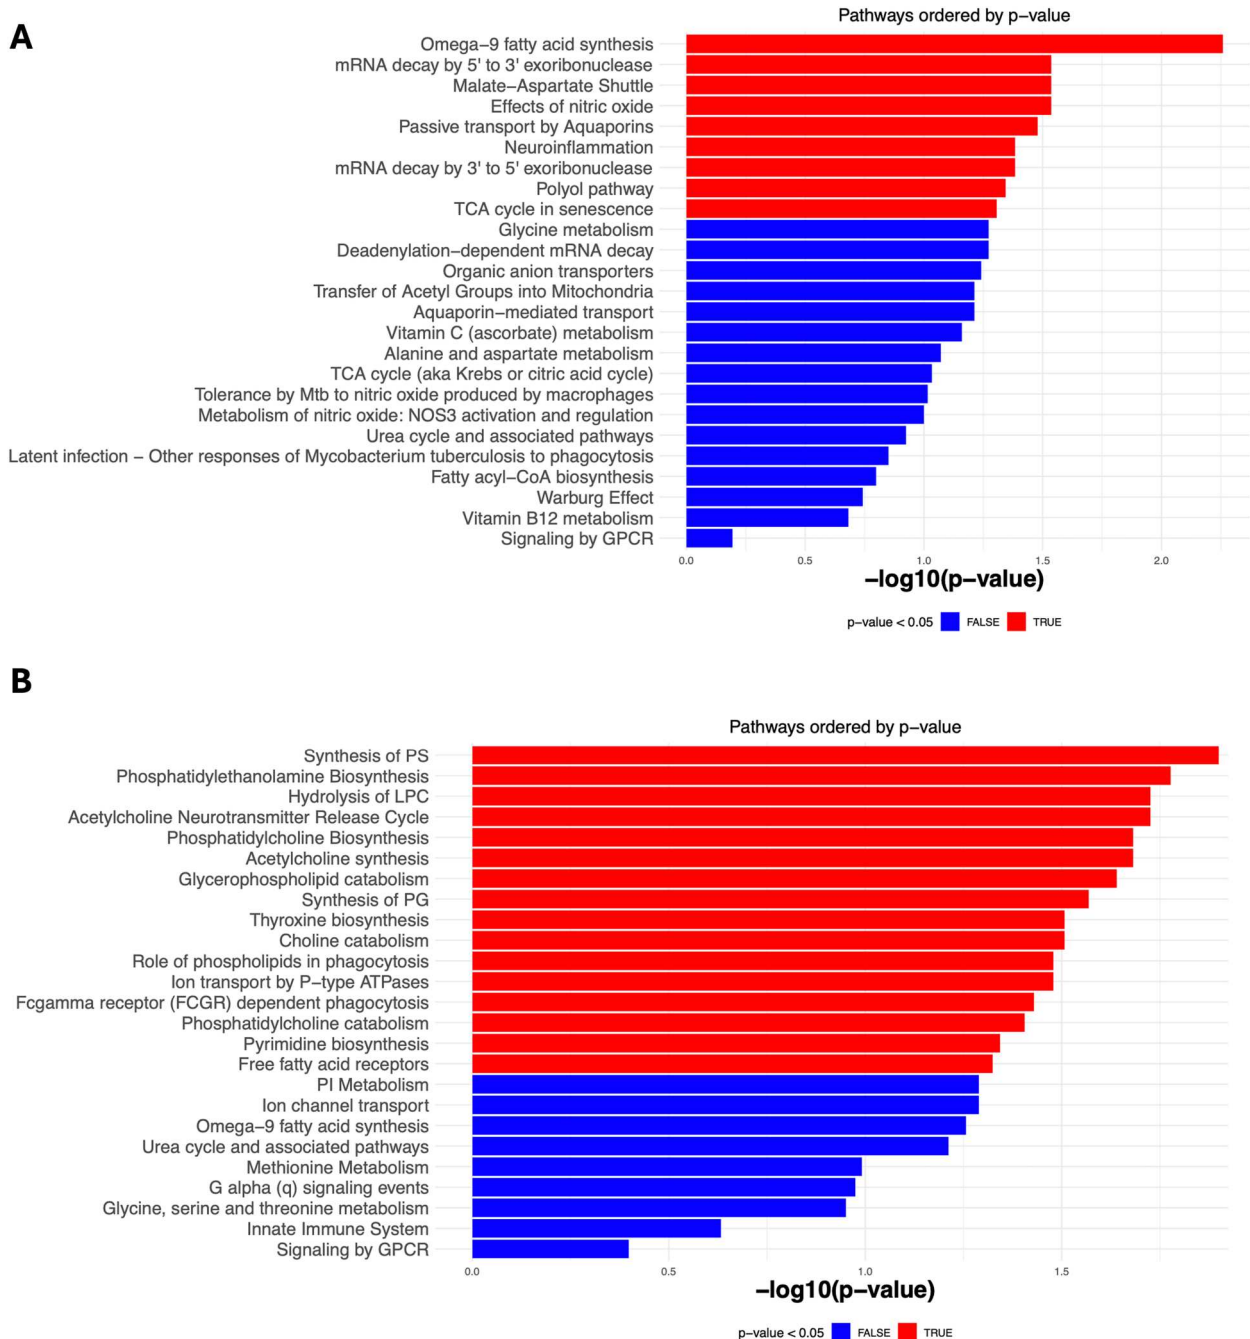 A
Pathways ordered by p−value
Omega−9 fatty acid synthesis
mRNA decay by 5' to 3' exoribonuclease
Malate−Aspartate Shuttle
Effects of nitric oxide
Passive transport by Aquaporins
Neuroinflammation
mRNA decay by 3' to 5' exoribonuclease
Polyol pathway
TCA cycle in senescence
Glycine metabolism
Deadenylation−dependent mRNA decay
Organic anion transporters
Transfer of Acetyl Groups into Mitochondria
Aquaporin−mediated transport
Vitamin C (ascorbate) metabolism
Alanine and aspartate metabolism
TCA cycle (aka Krebs or citric acid cycle)
Tolerance by Mtb to nitric oxide produced by macrophages
Metabolism of nitric oxide: NOS3 activation and regulation
Urea cycle and associated pathways
Latent infection − Other responses of Mycobacterium tuberculosis to phagocytosis
Fatty acyl−CoA biosynthesis
Warburg Effect
Vitamin B12 metabolism
Signaling by GPCR
0.0 0.5 1.0 1.5 2.0
−log10(p−value)
p−value < 0.05 FALSE TRUE
B
Pathways ordered by p−value
Synthesis of PS
Phosphatidylethanolamine Biosynthesis
Hydrolysis of LPC
Acetylcholine Neurotransmitter Release Cycle
Phosphatidylcholine Biosynthesis
Acetylcholine synthesis
Glycerophospholipid catabolism
Synthesis of PG
Thyroxine biosynthesis
Choline catabolism
Role of phospholipids in phagocytosis
Ion transport by P−type ATPases
Fcgamma receptor (FCGR) dependent phagocytosis
Phosphatidylcholine catabolism
Pyrimidine biosynthesis
Free fatty acid receptors
PI Metabolism
Ion channel transport
Omega−9 fatty acid synthesis
Urea cycle and associated pathways
Methionine Metabolism
G alpha (q) signaling events
Glycine, serine and threonine metabolism
Innate Immune System
Signaling by GPCR
0.0 0.5 1.0 1.5
−log10(p−value)
p−value < 0.05 FALSE TRUE